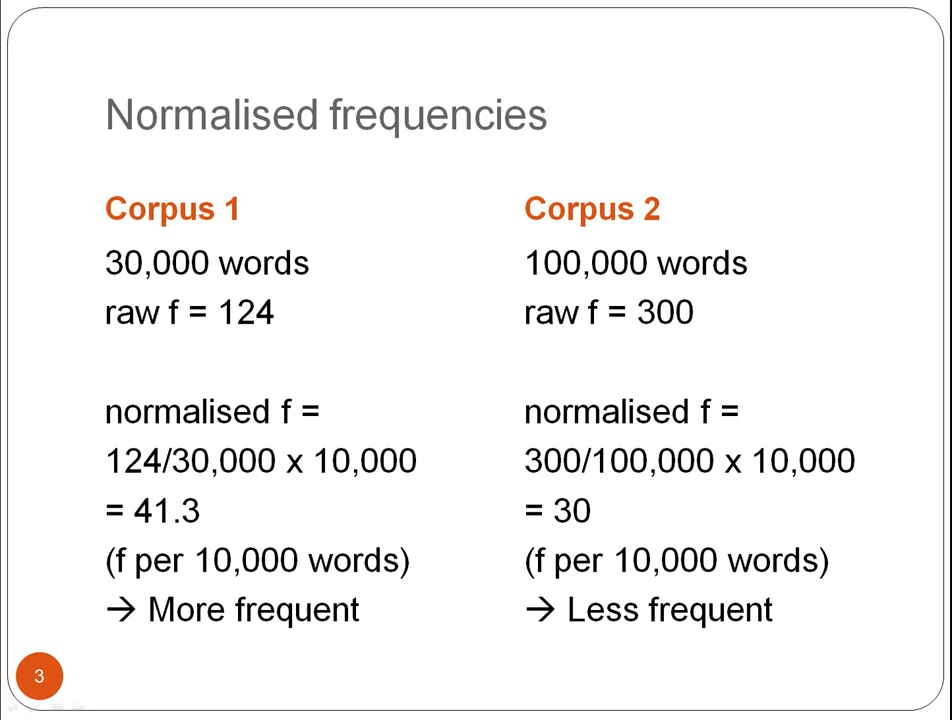 Normalised frequencies
Corpus 1
30,000 words
raw f = 124
normalised f =
124/30,000 x 10,000
= 41.3
(f per 10,000 words)
→ More frequent
Corpus 2
100,000 words
raw f = 300
normalised f =
300/100,000 x 10,000
= 30
(f per 10,000 words)
→ Less frequent
3